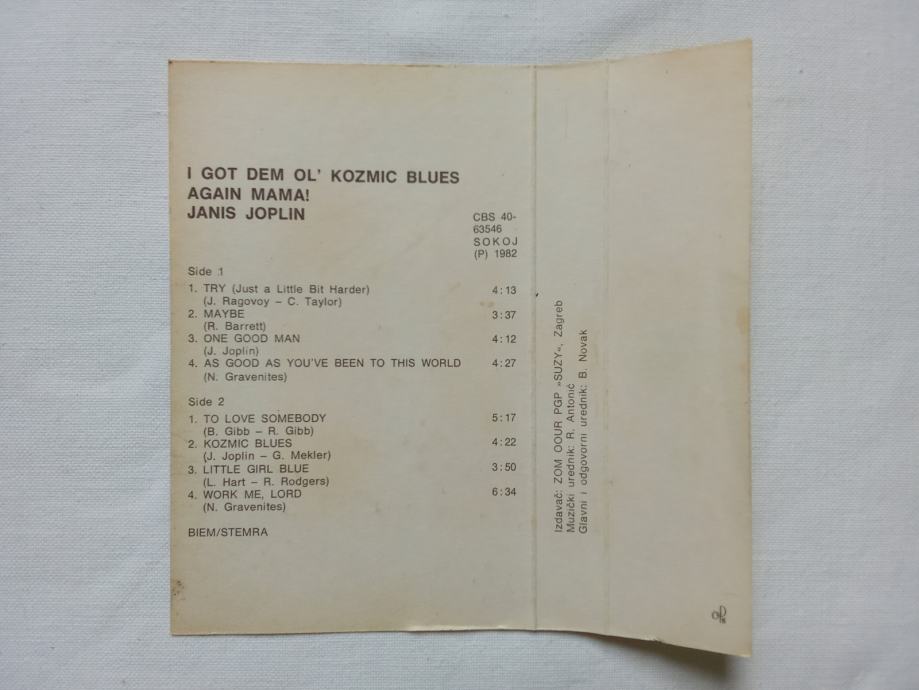 I GOT DEM OL' KOZMIC BLUES
AGAIN MAMA!
JANIS JOPLIN
CBS 40-
63546
SOKOJ
(P) 1982
Side 1
1. TRY (Just a Little Bit Harder) 4:13
(J. Ragovoy – C. Taylor)
2. MAYBE 3:37
(R. Barrett)
3. ONE GOOD MAN 4:12
(J. Joplin)
4. AS GOOD AS YOU'VE BEEN TO THIS WORLD 4:27
(N. Gravenites)
Side 2
1. TO LOVE SOMEBODY 5:17
(B. Gibb – R. Gibb)
2. KOZMIC BLUES 4:22
(J. Joplin – G. Mekler)
3. LITTLE GIRL BLUE 3:50
(L. Hart – R. Rodgers)
4. WORK ME, LORD 6:34
(N. Gravenites)
BIEM/STEMRA
Izdavač: ZOM OOUR PGP »SUZY«, Zagreb
Muzički urednik: R. Antonić
Glavni i odgovorni urednik: B. Novak